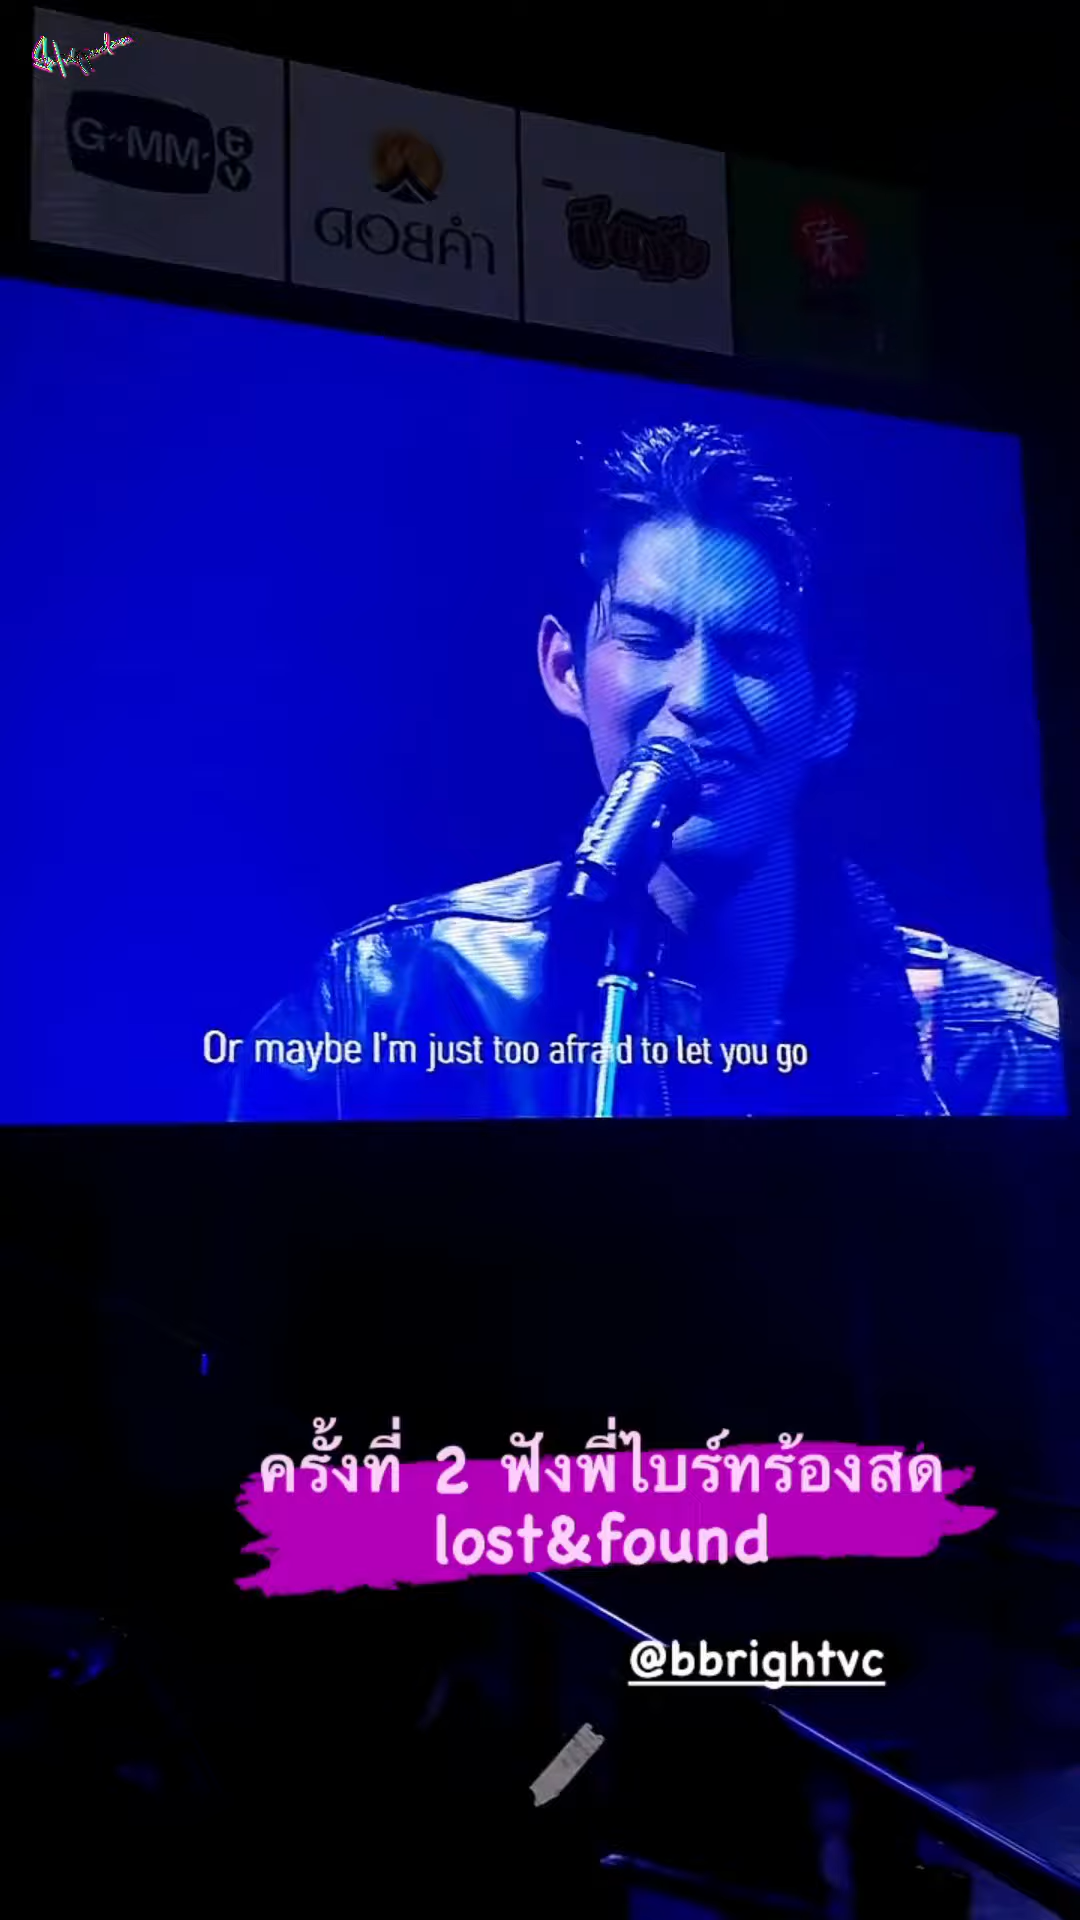 G-MM-
tv
ดอยคำ
Or maybe I'm just too afraid to let you go
ครั้งที่ 2 ฟังพี่ไบร์ทร้องสด
lost&found
@bbrightvc